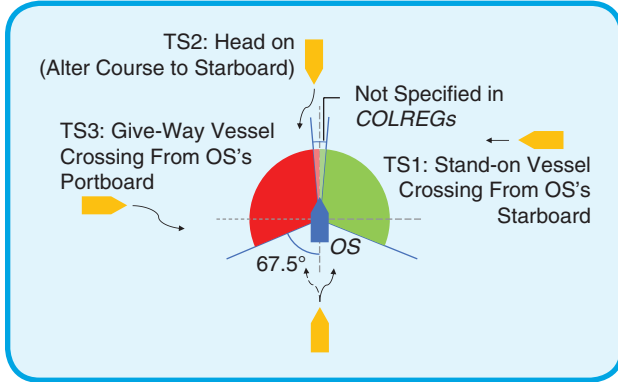 TS2: Head on
(Alter Course to Starboard)
Not Specified in
COLREGs
TS3: Give-Way Vessel
Crossing From OS's
Portboard
TS1: Stand-on Vessel
Crossing From OS's
Starboard
OS
67.5°